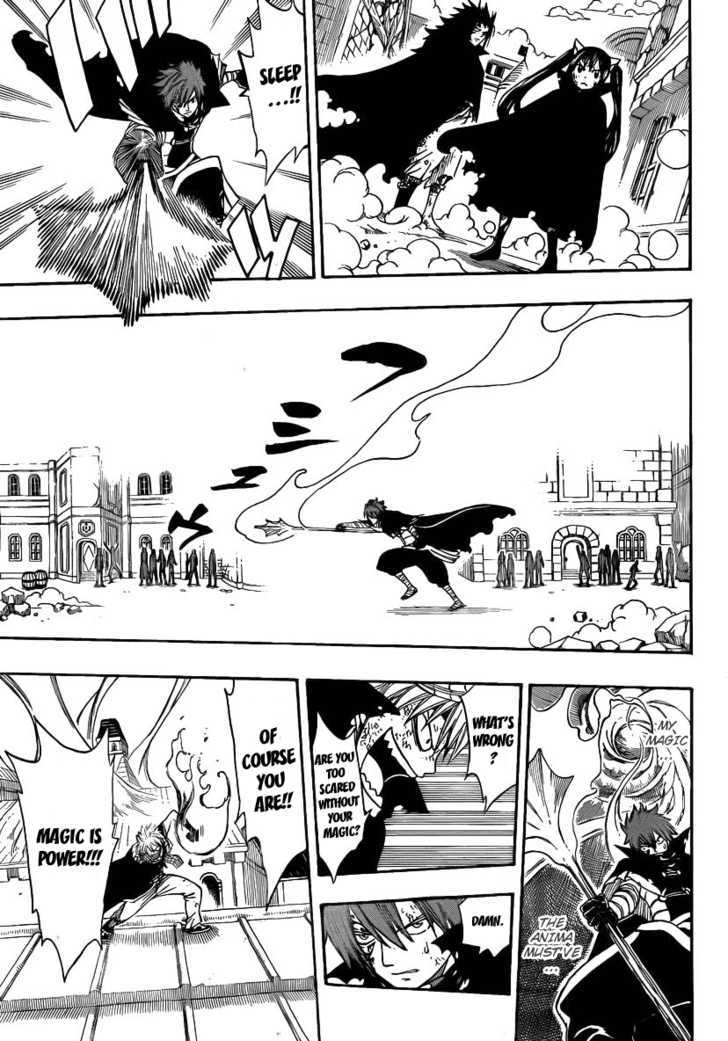 SLEEP
...!!
MY
MAGIC
THE
ANIMA
MUST'VE
...
WHAT'S
WRONG
?
ARE YOU
TOO
SCARED
WITHOUT
YOUR
MAGIC?
DAMN.
OF
COURSE
YOU
ARE!!
MAGIC IS
POWER!!!